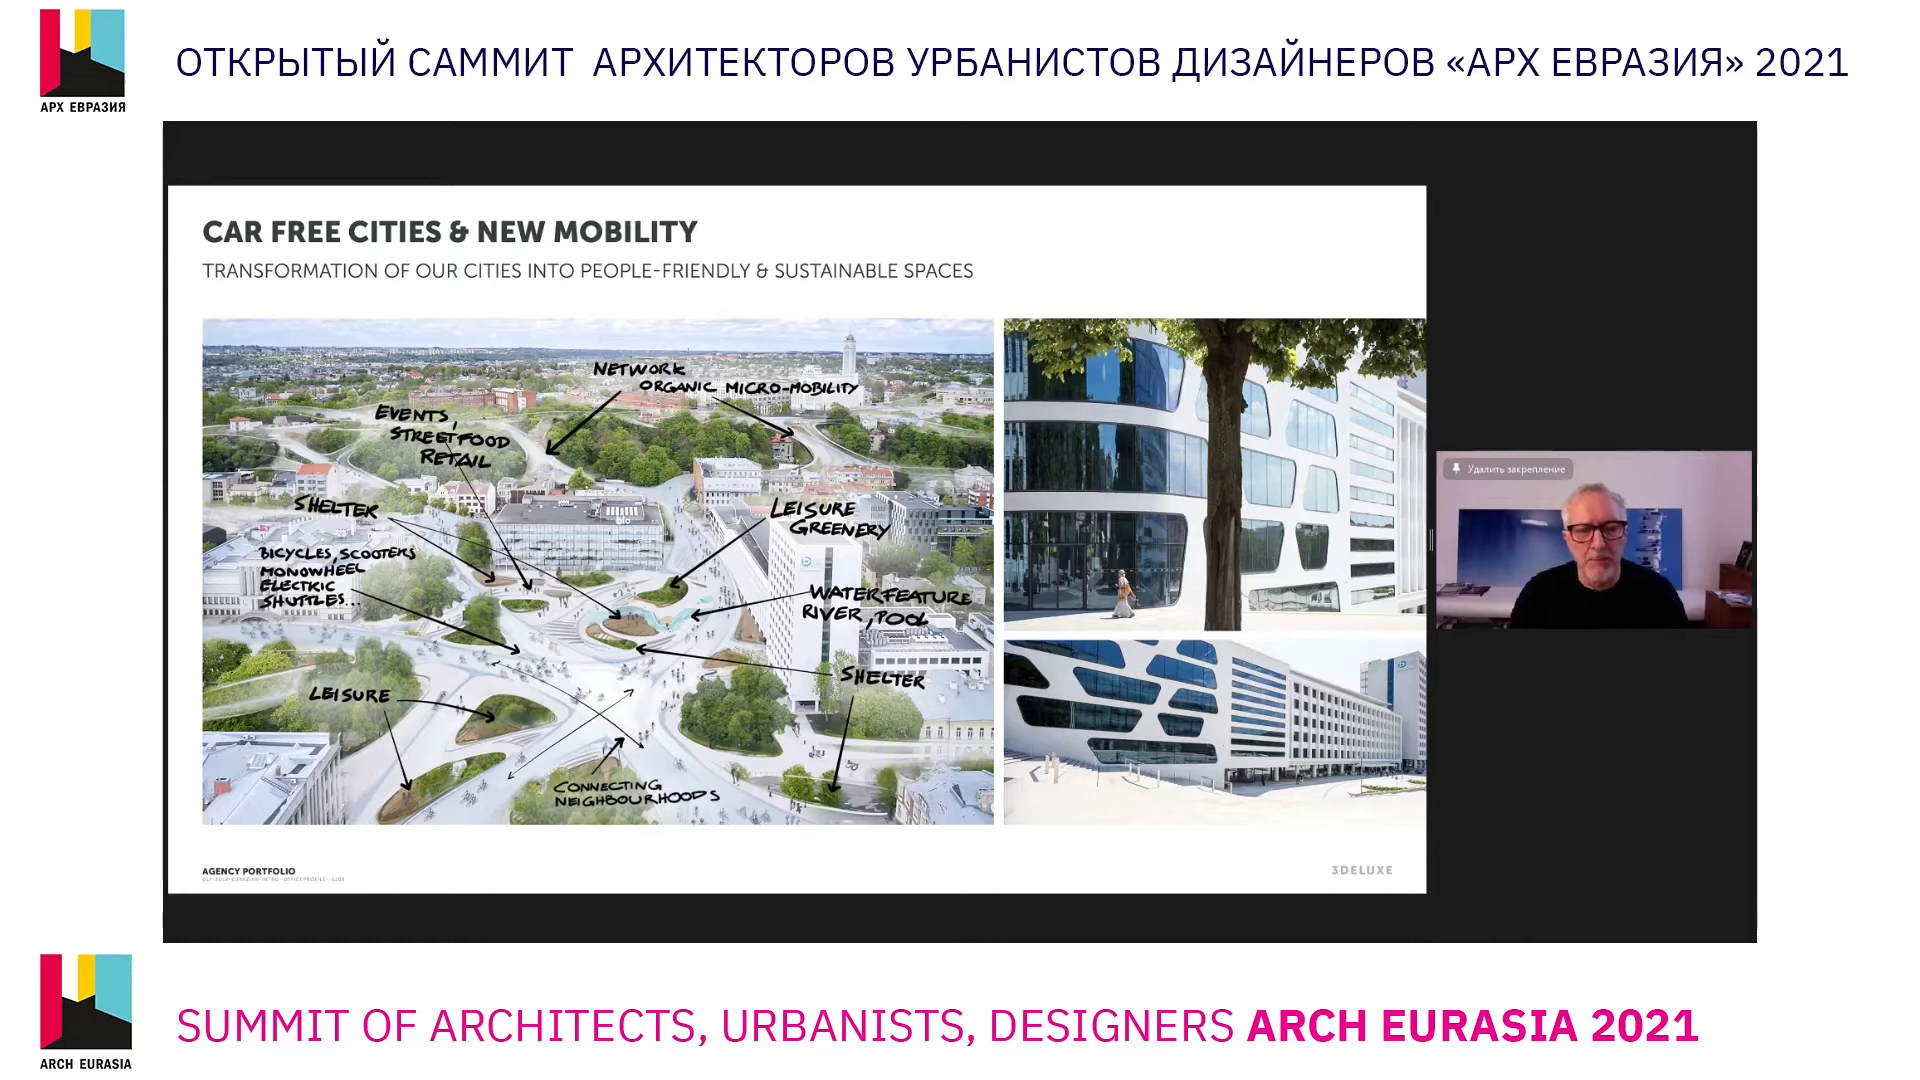 ОТКРЫТЫЙ САММИТ АРХИТЕКТОРОВ УРБАНИСТОВ ДИЗАЙНЕРОВ «АРХ ЕВРАЗИЯ» 2021
АРХ ЕВРАЗИЯ
CAR FREE CITIES & NEW MOBILITY
TRANSFORMATION OF OUR CITIES INTO PEOPLE-FRIENDLY & SUSTAINABLE SPACES
NETWORK
ORGANIC MICRO-MOBILITY
EVENTS,
STREETFOOD
RETAIL
SHELTER
LEISURE
GREENERY
BICYCLES, SCOOTERS
MONOWHEEL
ELECTRIC
SHUTTLES...
WATERFEATURE
RIVER, POOL
SHELTER
LEISURE
CONNECTING
NEIGHBOURHOODS
Удалить закрепление
AGENCY PORTFOLIO
3DELUXE
SUMMIT OF ARCHITECTS, URBANISTS, DESIGNERS ARCH EURASIA 2021
ARCH EURASIA